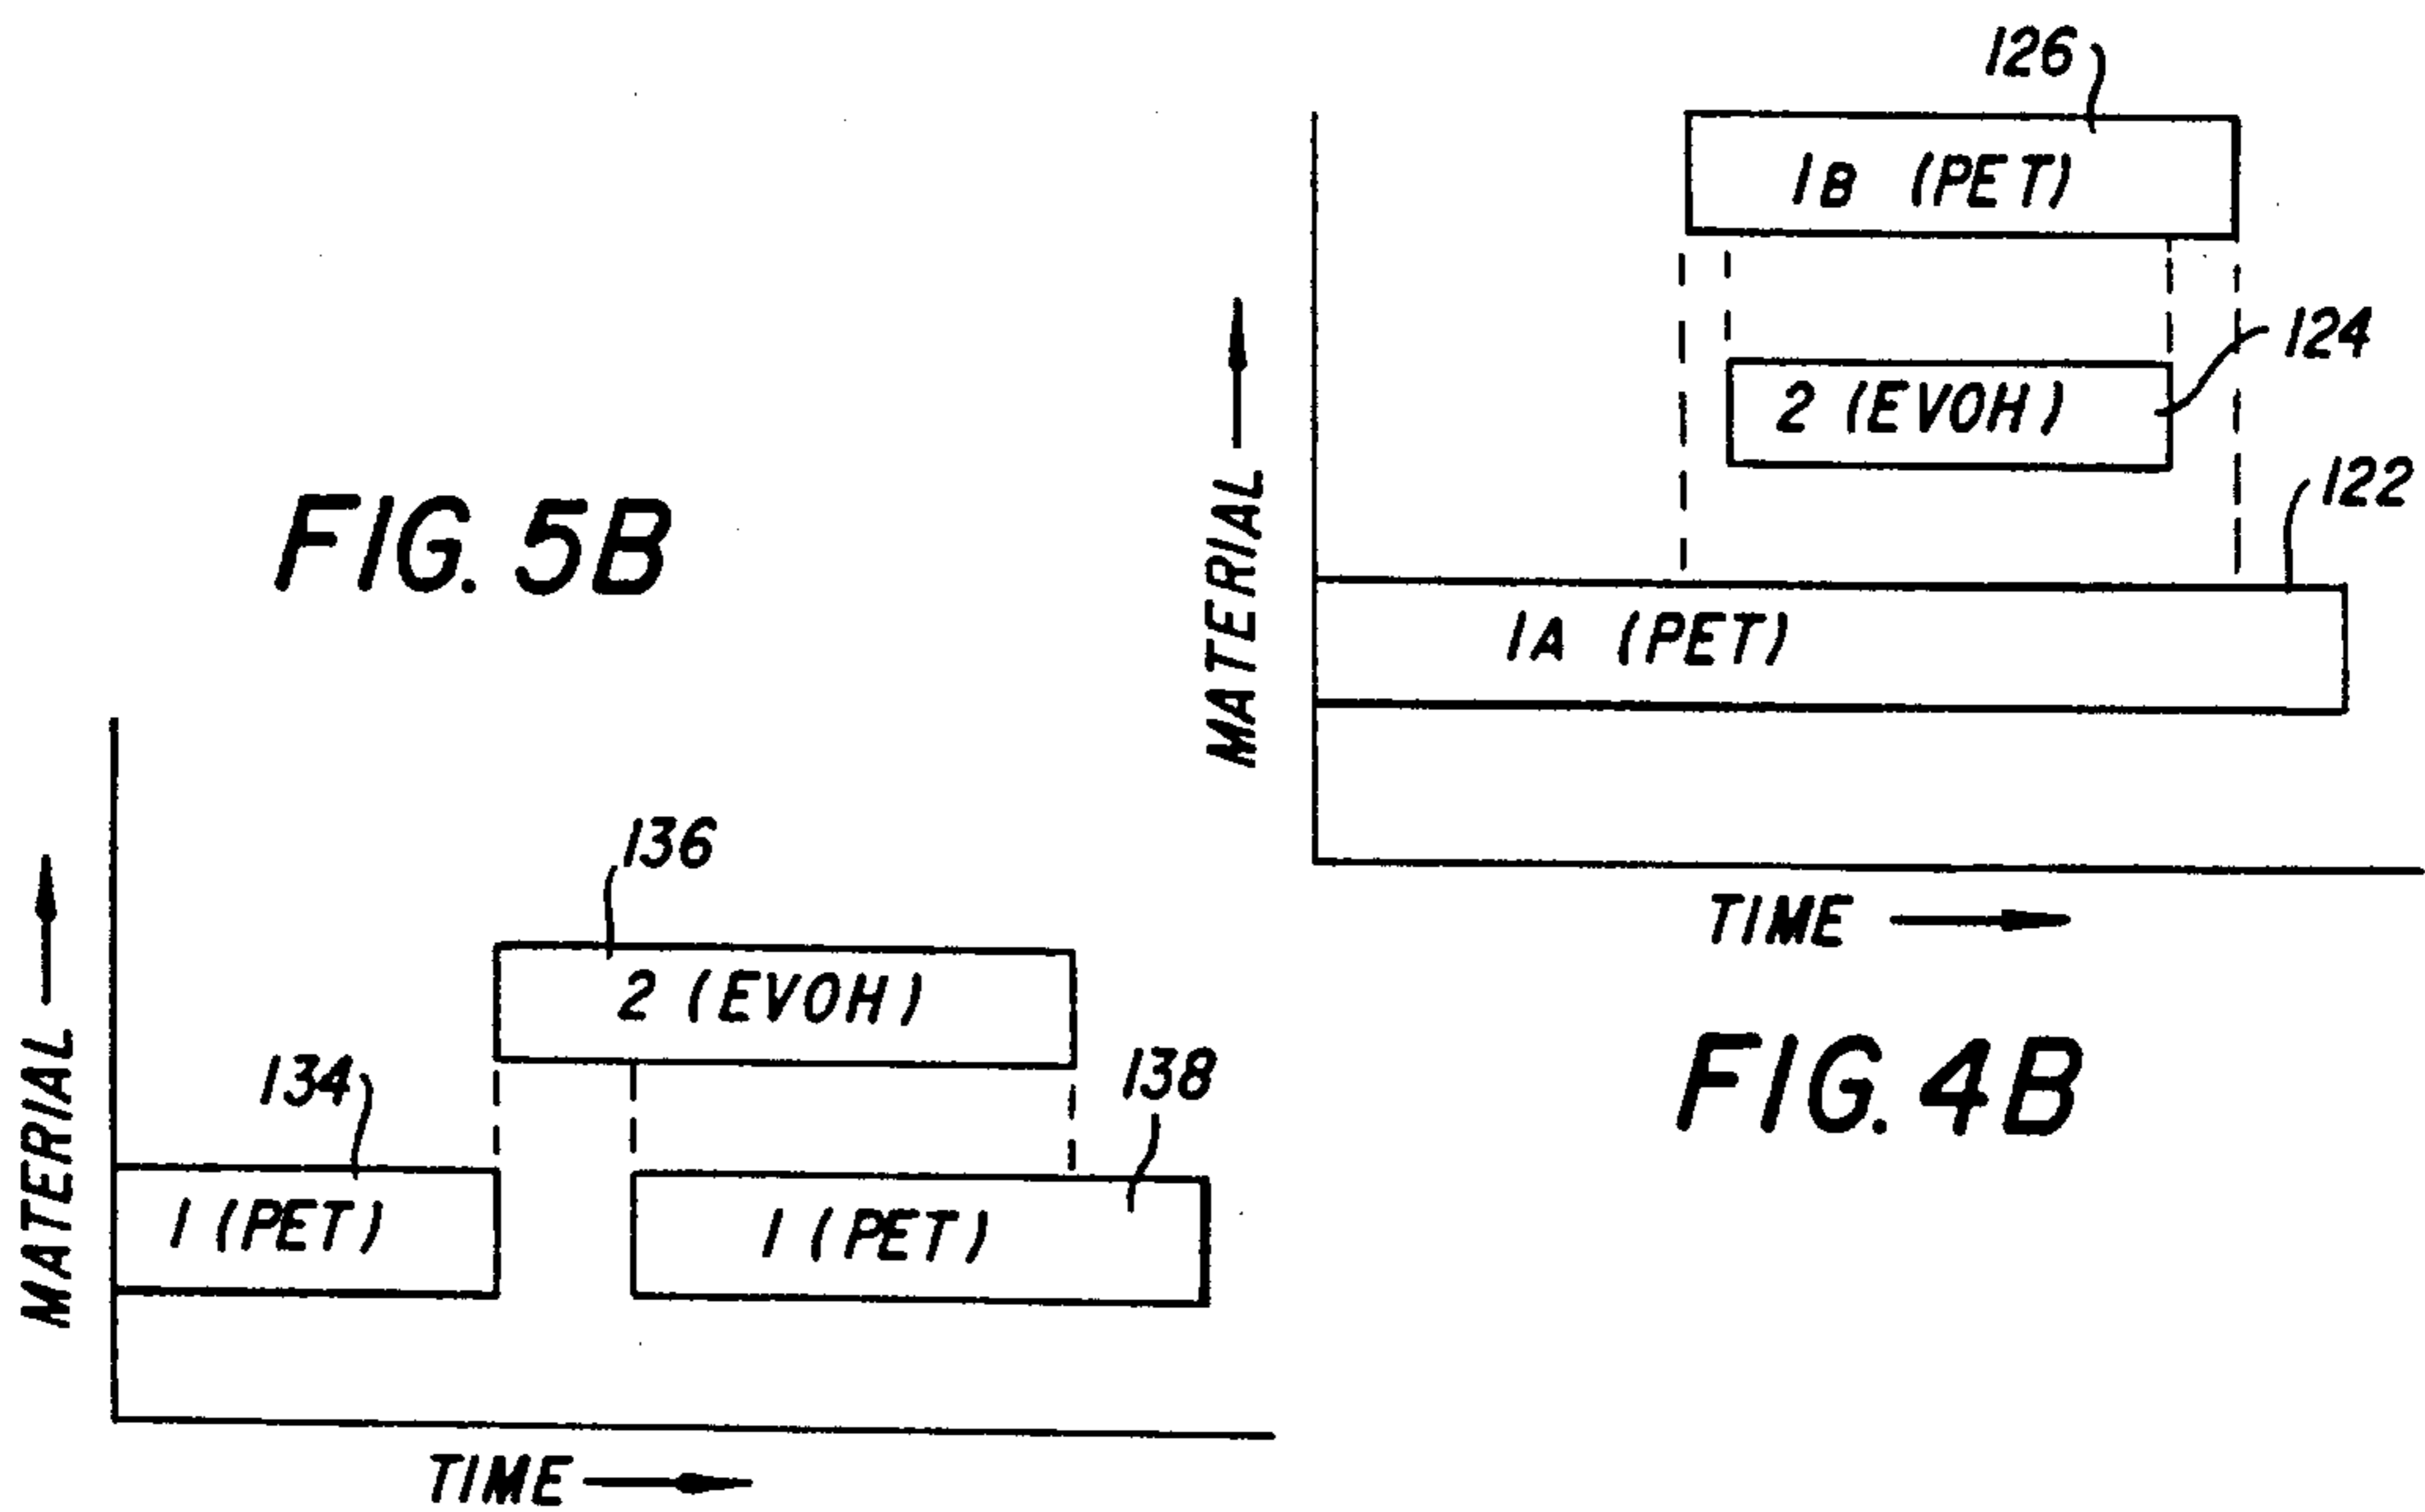 126
1B (PET)
124
2 (EVOH)
122
1A (PET)
MATERIAL
TIME
FIG. 4B
FIG. 5B
136
2 (EVOH)
134
138
1 (PET)
1 (PET)
MATERIAL
TIME